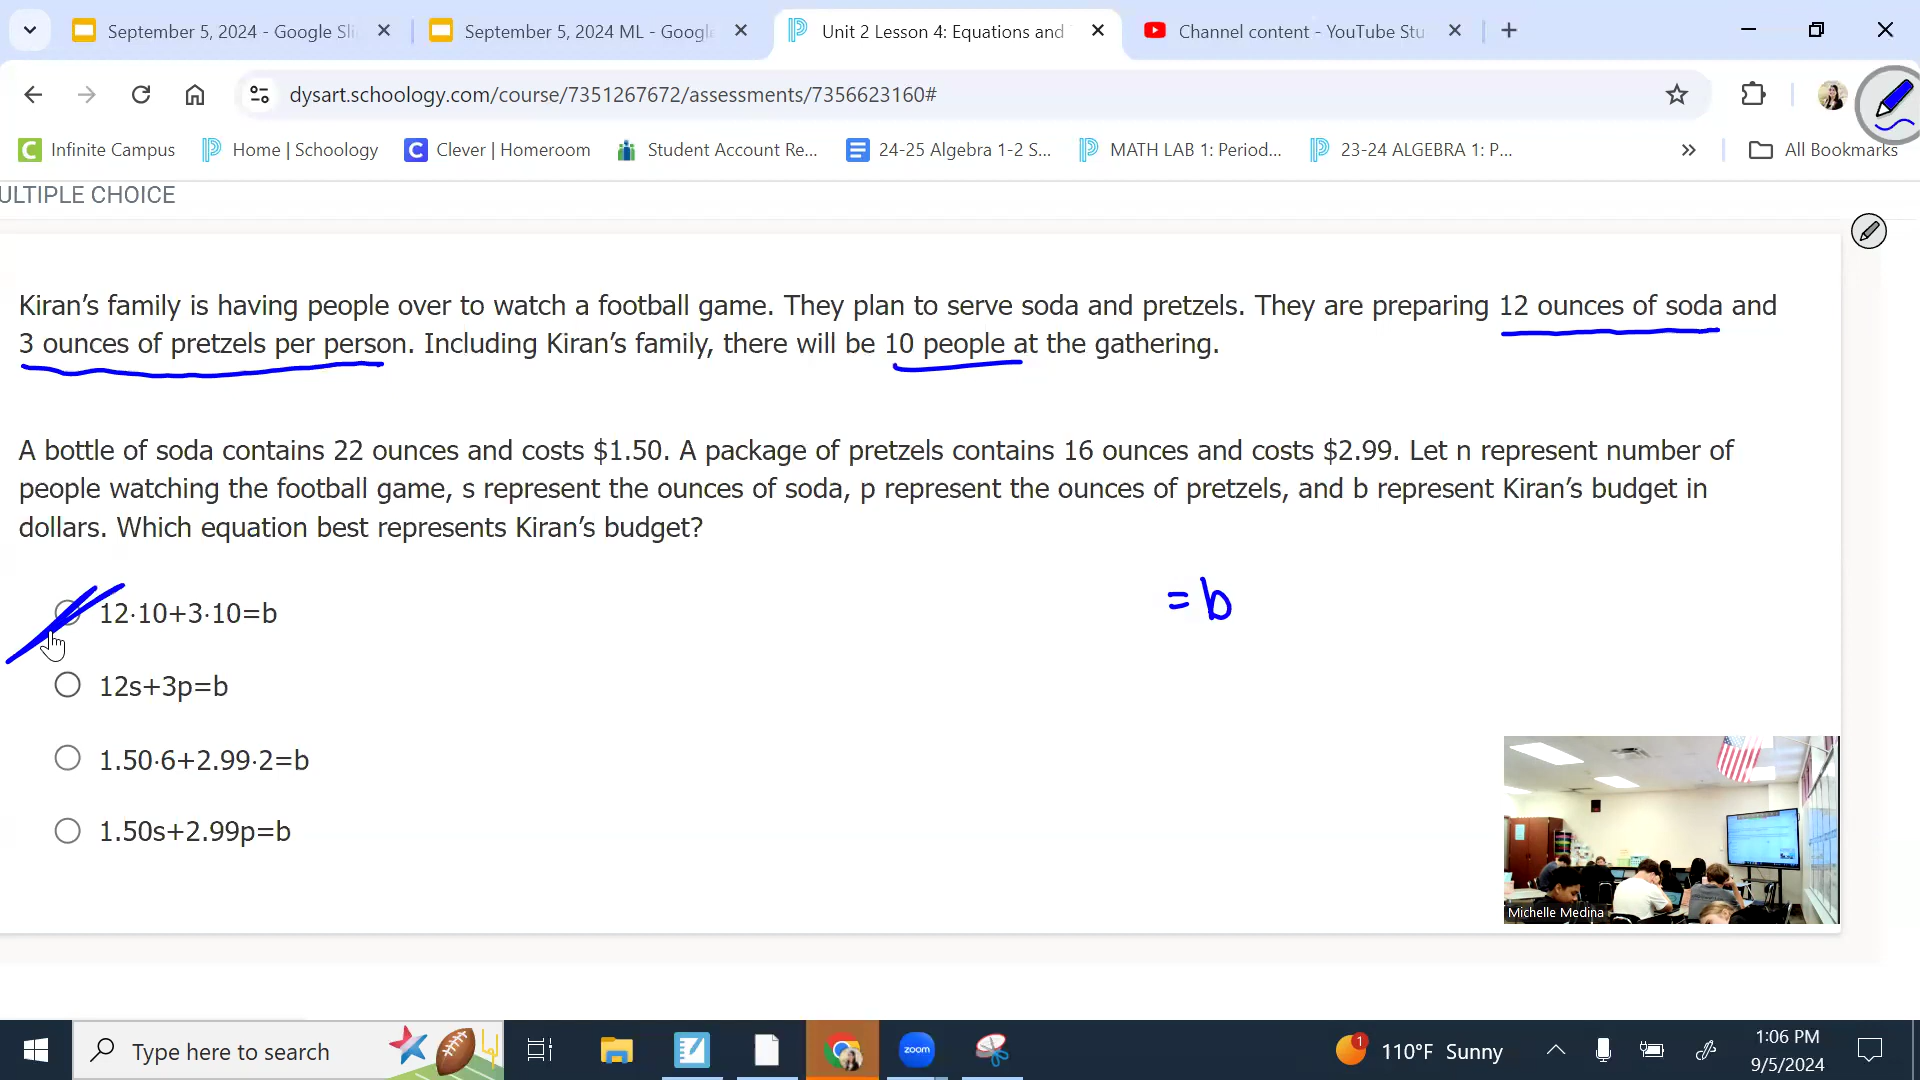 September 5, 2024 - Google Sli
September 5, 2024 ML - Google
Unit 2 Lesson 4: Equations and
Channel content - YouTube Stu
dysart.schoology.com/course/7351267672/assessments/7356623160#
Infinite Campus
Home | Schoology
Clever | Homeroom
Student Account Re...
24-25 Algebra 1-2 S...
MATH LAB 1: Period...
23-24 ALGEBRA 1: P...
»
All Bookmarks
ULTIPLE CHOICE
Kiran’s family is having people over to watch a football game. They plan to serve soda and pretzels. They are preparing 12 ounces of soda and
3 ounces of pretzels per person. Including Kiran’s family, there will be 10 people at the gathering.
A bottle of soda contains 22 ounces and costs $1.50. A package of pretzels contains 16 ounces and costs $2.99. Let n represent number of
people watching the football game, s represent the ounces of soda, p represent the ounces of pretzels, and b represent Kiran’s budget in
dollars. Which equation best represents Kiran’s budget?
= b
12·10+3·10=b
12s+3p=b
1.50·6+2.99·2=b
1.50s+2.99p=b
Michelle Medina
Type here to search
zoom
1
110°F Sunny
1:06 PM
9/5/2024